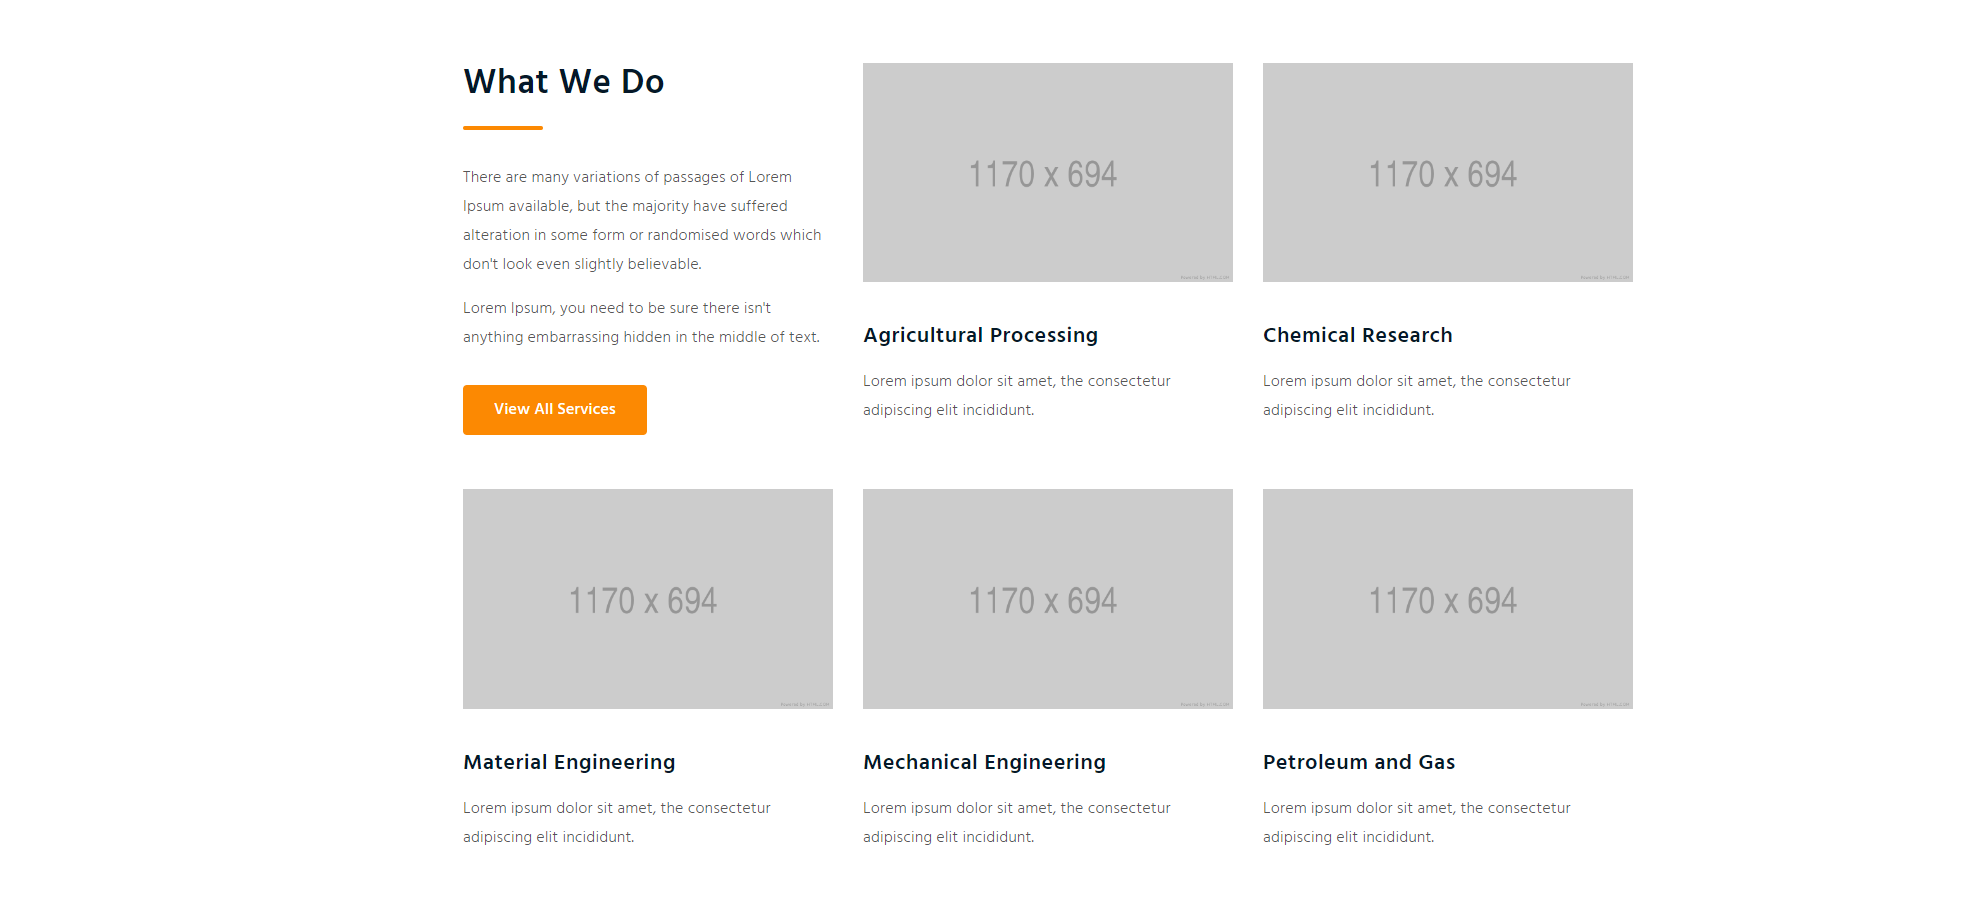 What We Do
There are many variations of passages of Lorem
Ipsum available, but the majority have suffered
alteration in some form or randomised words which
don't look even slightly believable.
Lorem Ipsum, you need to be sure there isn't
anything embarrassing hidden in the middle of text.
View All Services
1170 x 694
Agricultural Processing
Lorem ipsum dolor sit amet, the consectetur
adipiscing elit incididunt.
1170 x 694
Chemical Research
Lorem ipsum dolor sit amet, the consectetur
adipiscing elit incididunt.
1170 x 694
Material Engineering
Lorem ipsum dolor sit amet, the consectetur
adipiscing elit incididunt.
1170 x 694
Mechanical Engineering
Lorem ipsum dolor sit amet, the consectetur
adipiscing elit incididunt.
1170 x 694
Petroleum and Gas
Lorem ipsum dolor sit amet, the consectetur
adipiscing elit incididunt.